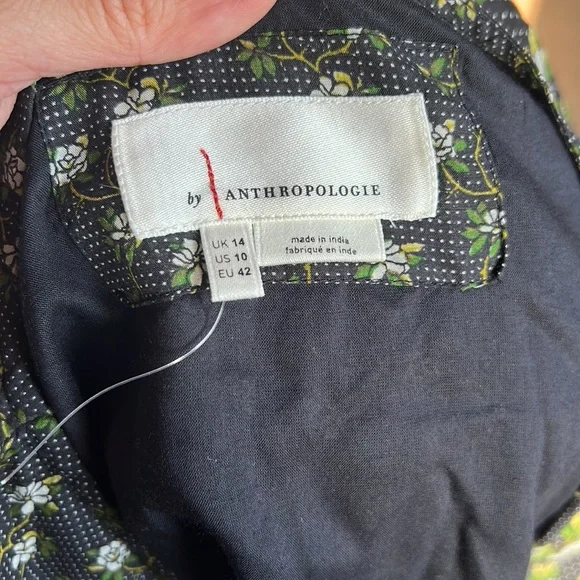 by ANTHROPOLOGIE
UK 14
US 10
EU 42
made in india
fabriqué en inde